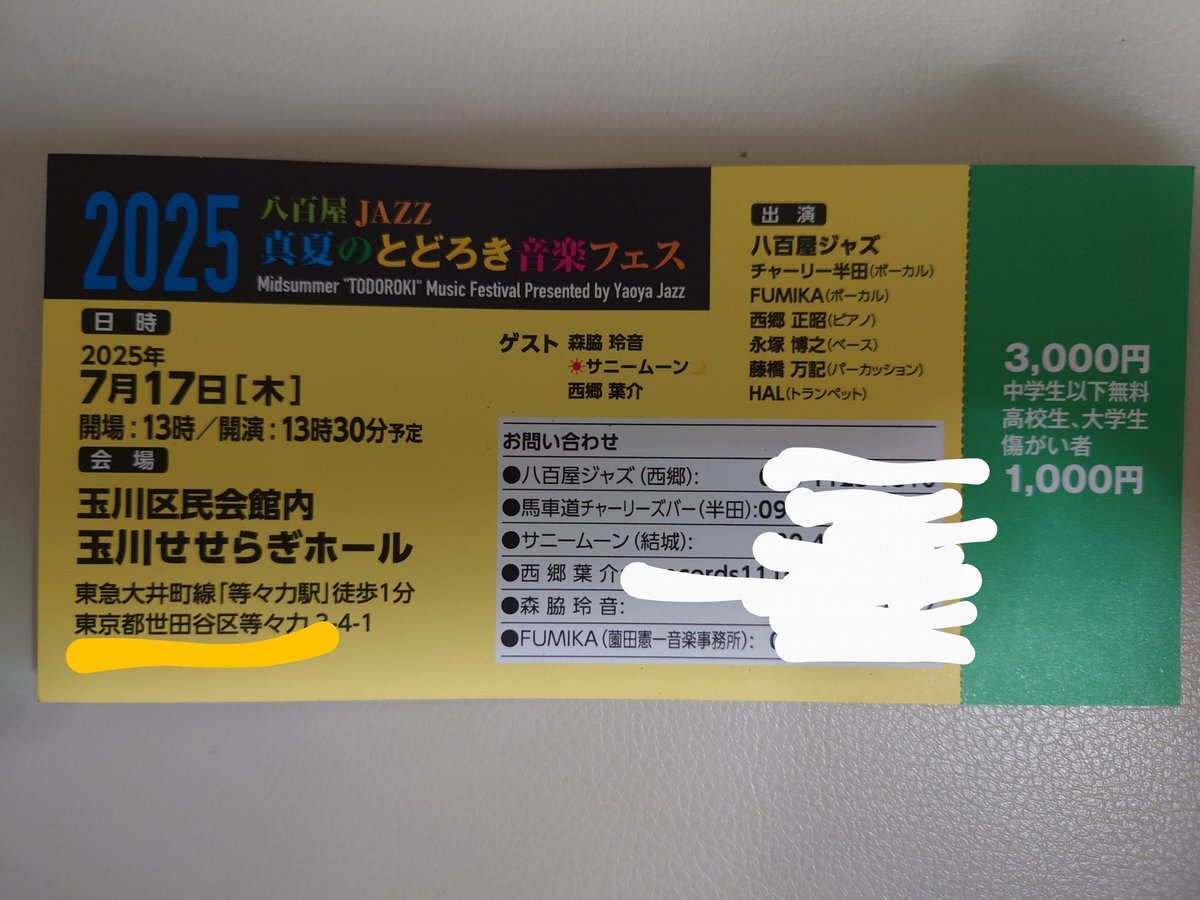 2025
八百屋 JAZZ
真夏のとどろき音楽フェス
Midsummer "TODOROKI" Music Festival Presented by Yaoya Jazz
日 時
2025年
7月17日[木]
開場:13時/開演:13時30分予定
会 場
玉川区民会館内
玉川せせらぎホール
東急大井町線「等々力駅」徒歩1分
東京都世田谷区等々力 -4-1
ゲスト 森脇 玲音
サニームーン
西郷 葉介
出 演
八百屋ジャズ
チャーリー半田(ボーカル)
FUMIKA(ボーカル)
西郷 正昭(ピアノ)
永塚 博之(ベース)
藤橋 万記(パーカッション)
HAL(トランペット)
お問い合わせ
●八百屋ジャズ(西郷):
●馬車道チャーリーズバー(半田):09
●サニームーン(結城):
●西 郷 葉 介
●森 脇 玲 音:
●FUMIKA(薗田憲一音楽事務所):
3,000円
中学生以下無料
高校生、大学生
傷がい者
1,000円